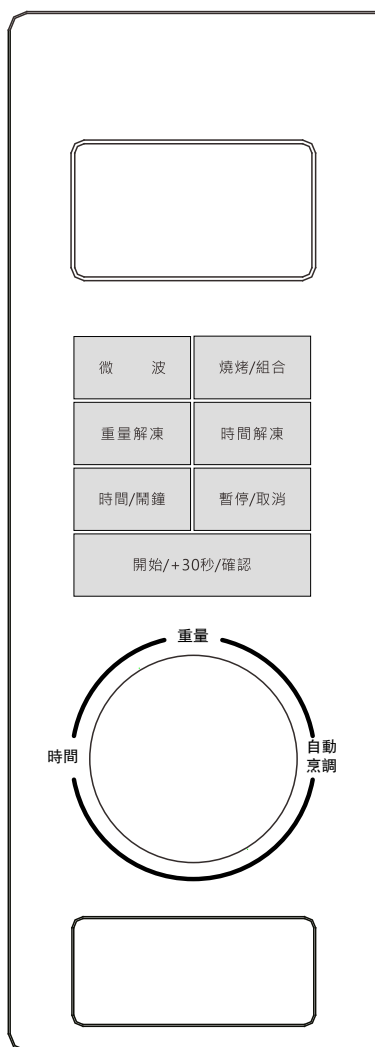 微 波
燒烤/組合
重量解凍
時間解凍
時間/鬧鐘
暫停/取消
開始/+30秒/確認
重量
時間
自動
烹調